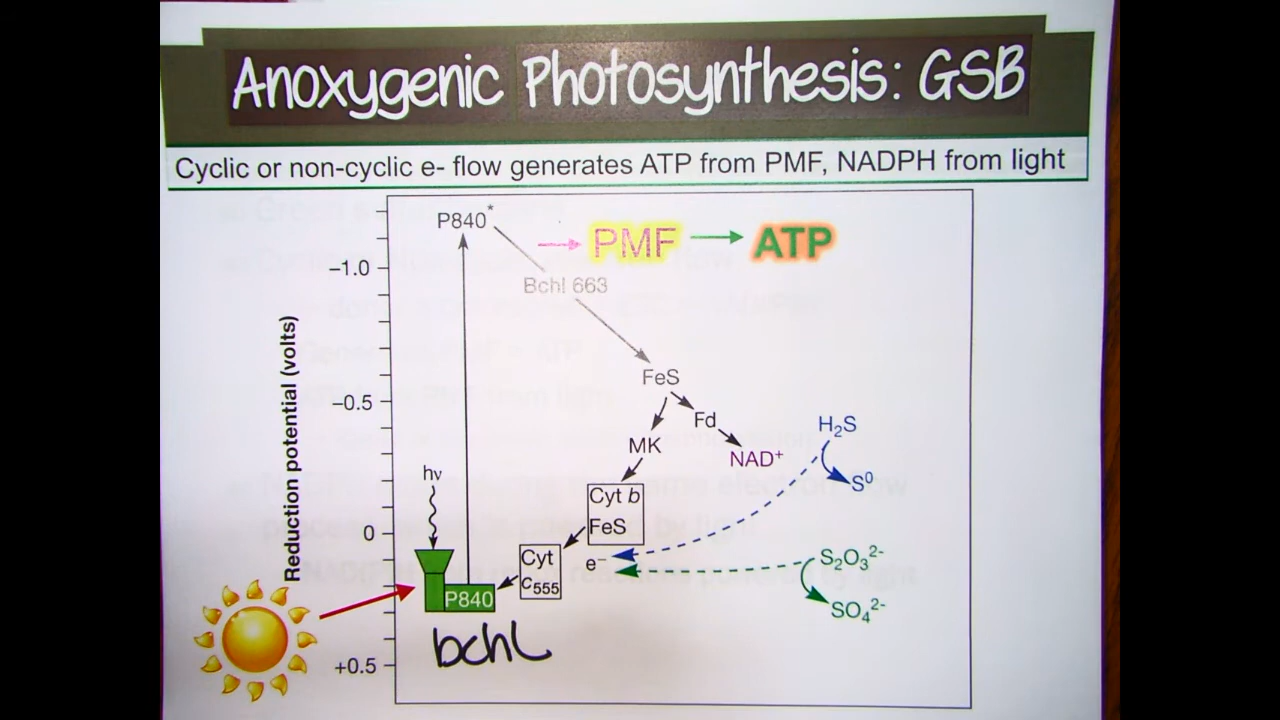 Anoxygenic Photosynthesis: GSB
Cyclic or non-cyclic e- flow generates ATP from PMF, NADPH from light
P840*
PMF
ATP
−1.0
Bchl 663
Reduction potential (volts)
FeS
−0.5
Fd
H₂S
MK
NAD⁺
hν
S⁰
Cyt b
FeS
0
Cyt
c₅₅₅
e⁻
S₂O₃²⁻
P840
SO₄²⁻
bchl
+0.5